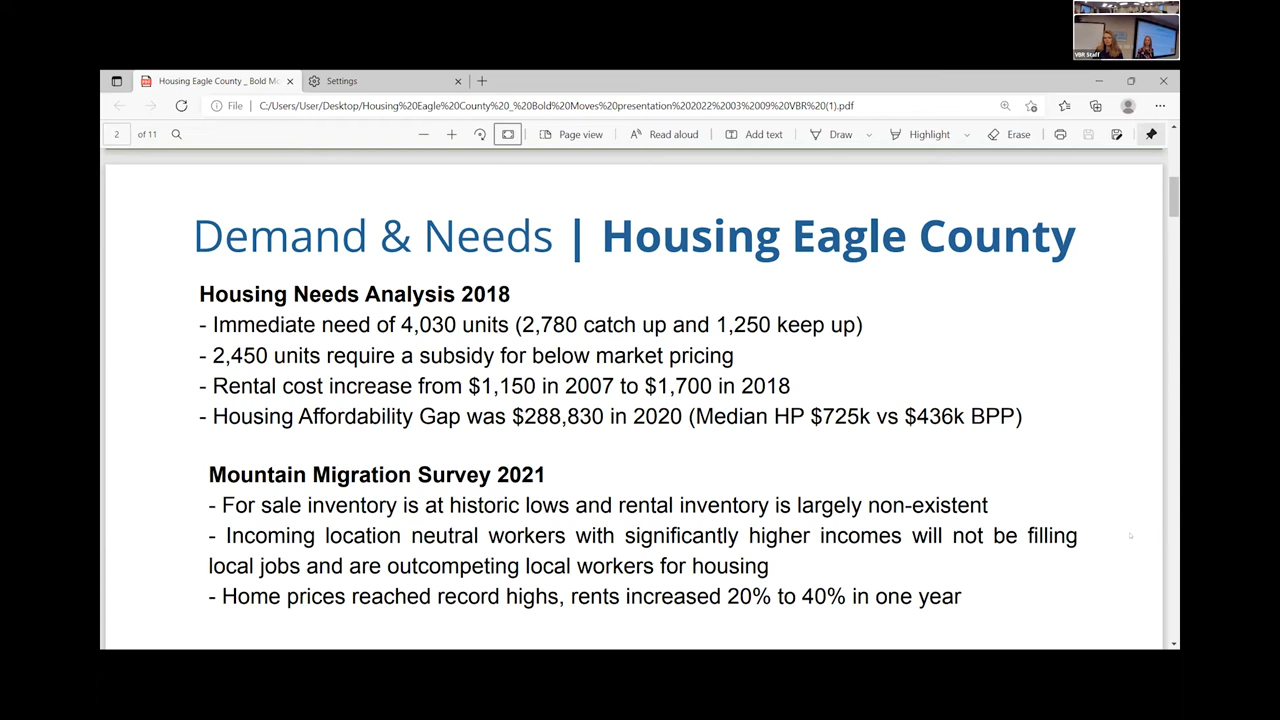 VBR Staff
Housing Eagle County _ Bold Mo
Settings
File C:/Users/User/Desktop/Housing%20Eagle%20County%20_%20Bold%20Moves%20presentation%202022%2003%2009%20VBR%20(1).pdf
2 of 11 Page view Read aloud Add text Draw Highlight Erase
Demand & Needs | Housing Eagle County
Housing Needs Analysis 2018
- Immediate need of 4,030 units (2,780 catch up and 1,250 keep up)
- 2,450 units require a subsidy for below market pricing
- Rental cost increase from $1,150 in 2007 to $1,700 in 2018
- Housing Affordability Gap was $288,830 in 2020 (Median HP $725k vs $436k BPP)
Mountain Migration Survey 2021
- For sale inventory is at historic lows and rental inventory is largely non-existent
- Incoming location neutral workers with significantly higher incomes will not be filling
local jobs and are outcompeting local workers for housing
- Home prices reached record highs, rents increased 20% to 40% in one year